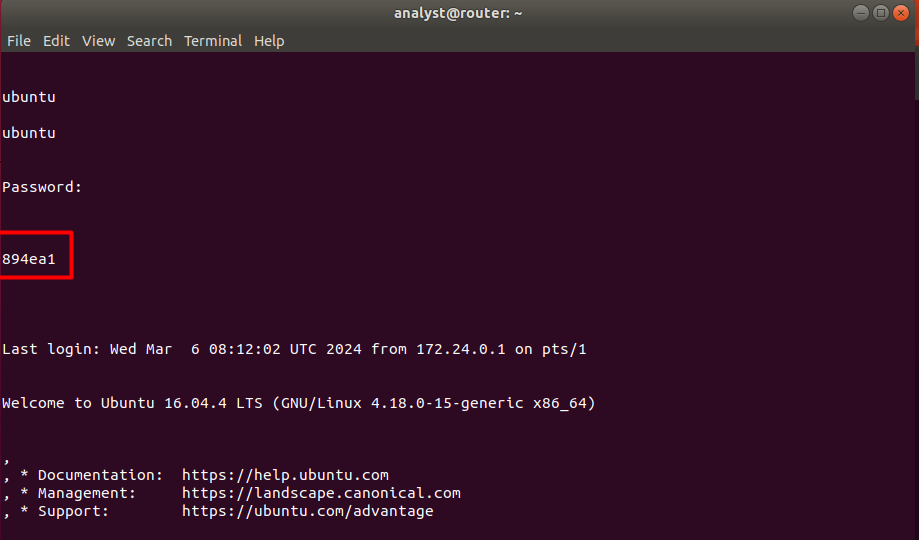 analyst@router: ~
File Edit View Search Terminal Help
ubuntu
ubuntu
Password:
894ea1
Last login: Wed Mar  6 08:12:02 UTC 2024 from 172.24.0.1 on pts/1
Welcome to Ubuntu 16.04.4 LTS (GNU/Linux 4.18.0-15-generic x86_64)
,
, * Documentation:  https://help.ubuntu.com
, * Management:     https://landscape.canonical.com
, * Support:        https://ubuntu.com/advantage